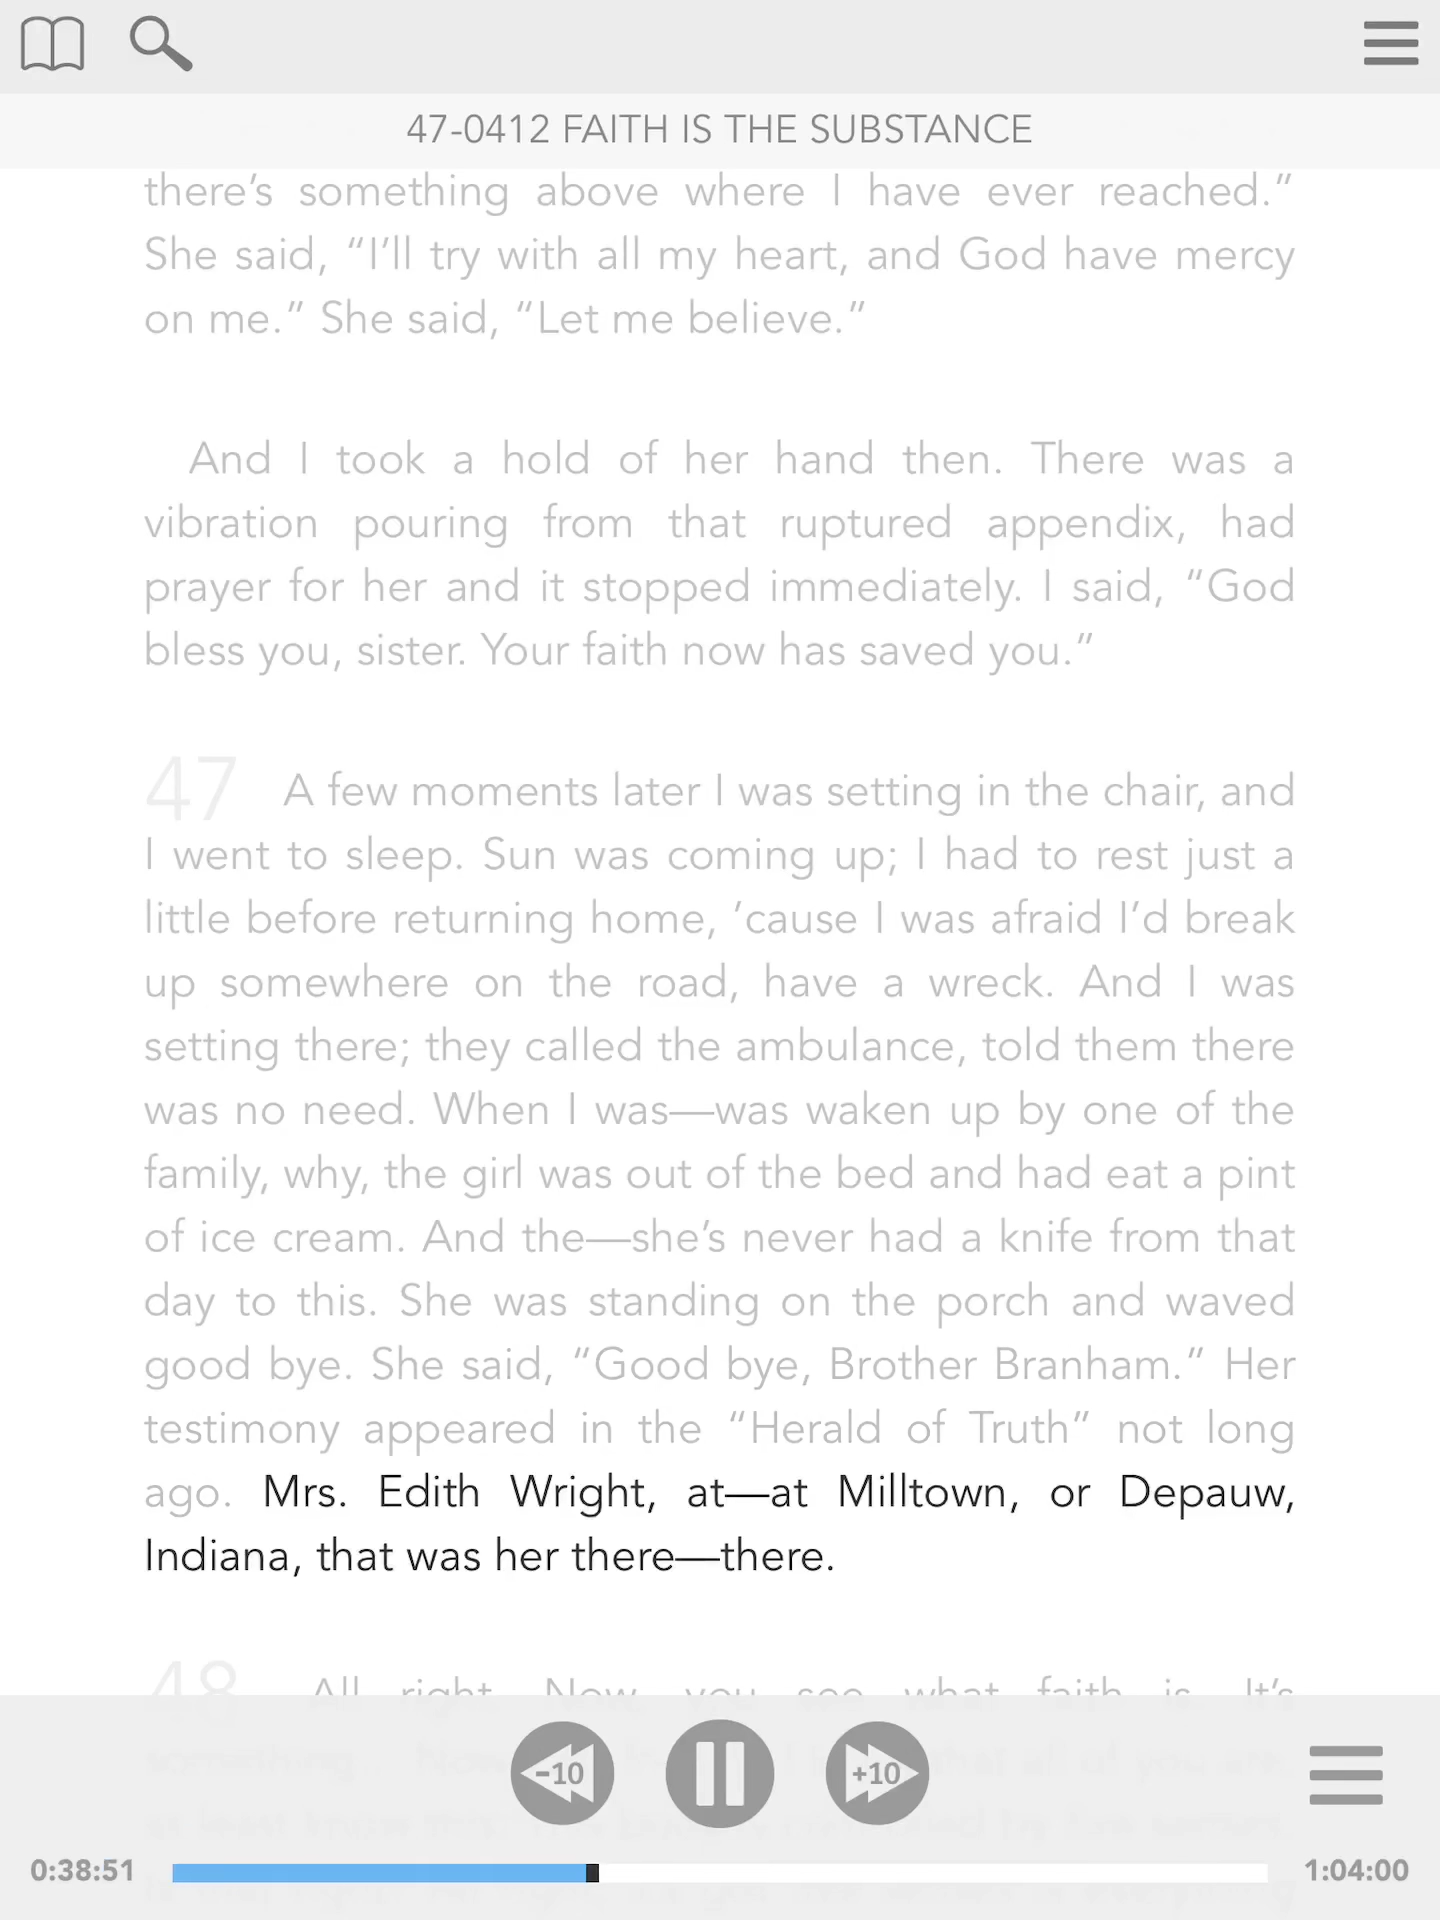 47-0412 FAITH IS THE SUBSTANCE
there’s something above where I have ever reached.”
She said, “I’ll try with all my heart, and God have mercy
on me.” She said, “Let me believe.”
And I took a hold of her hand then. There was a
vibration pouring from that ruptured appendix, had
prayer for her and it stopped immediately. I said, “God
bless you, sister. Your faith now has saved you.”
47 A few moments later I was setting in the chair, and
I went to sleep. Sun was coming up; I had to rest just a
little before returning home, ’cause I was afraid I’d break
up somewhere on the road, have a wreck. And I was
setting there; they called the ambulance, told them there
was no need. When I was—was waken up by one of the
family, why, the girl was out of the bed and had eat a pint
of ice cream. And the—she’s never had a knife from that
day to this. She was standing on the porch and waved
good bye. She said, “Good bye, Brother Branham.” Her
testimony appeared in the “Herald of Truth” not long
ago. Mrs. Edith Wright, at—at Milltown, or Depauw,
Indiana, that was her there—there.
48 All right. Now, you see what faith is. It’s
-10 +10
0:38:51 1:04:00